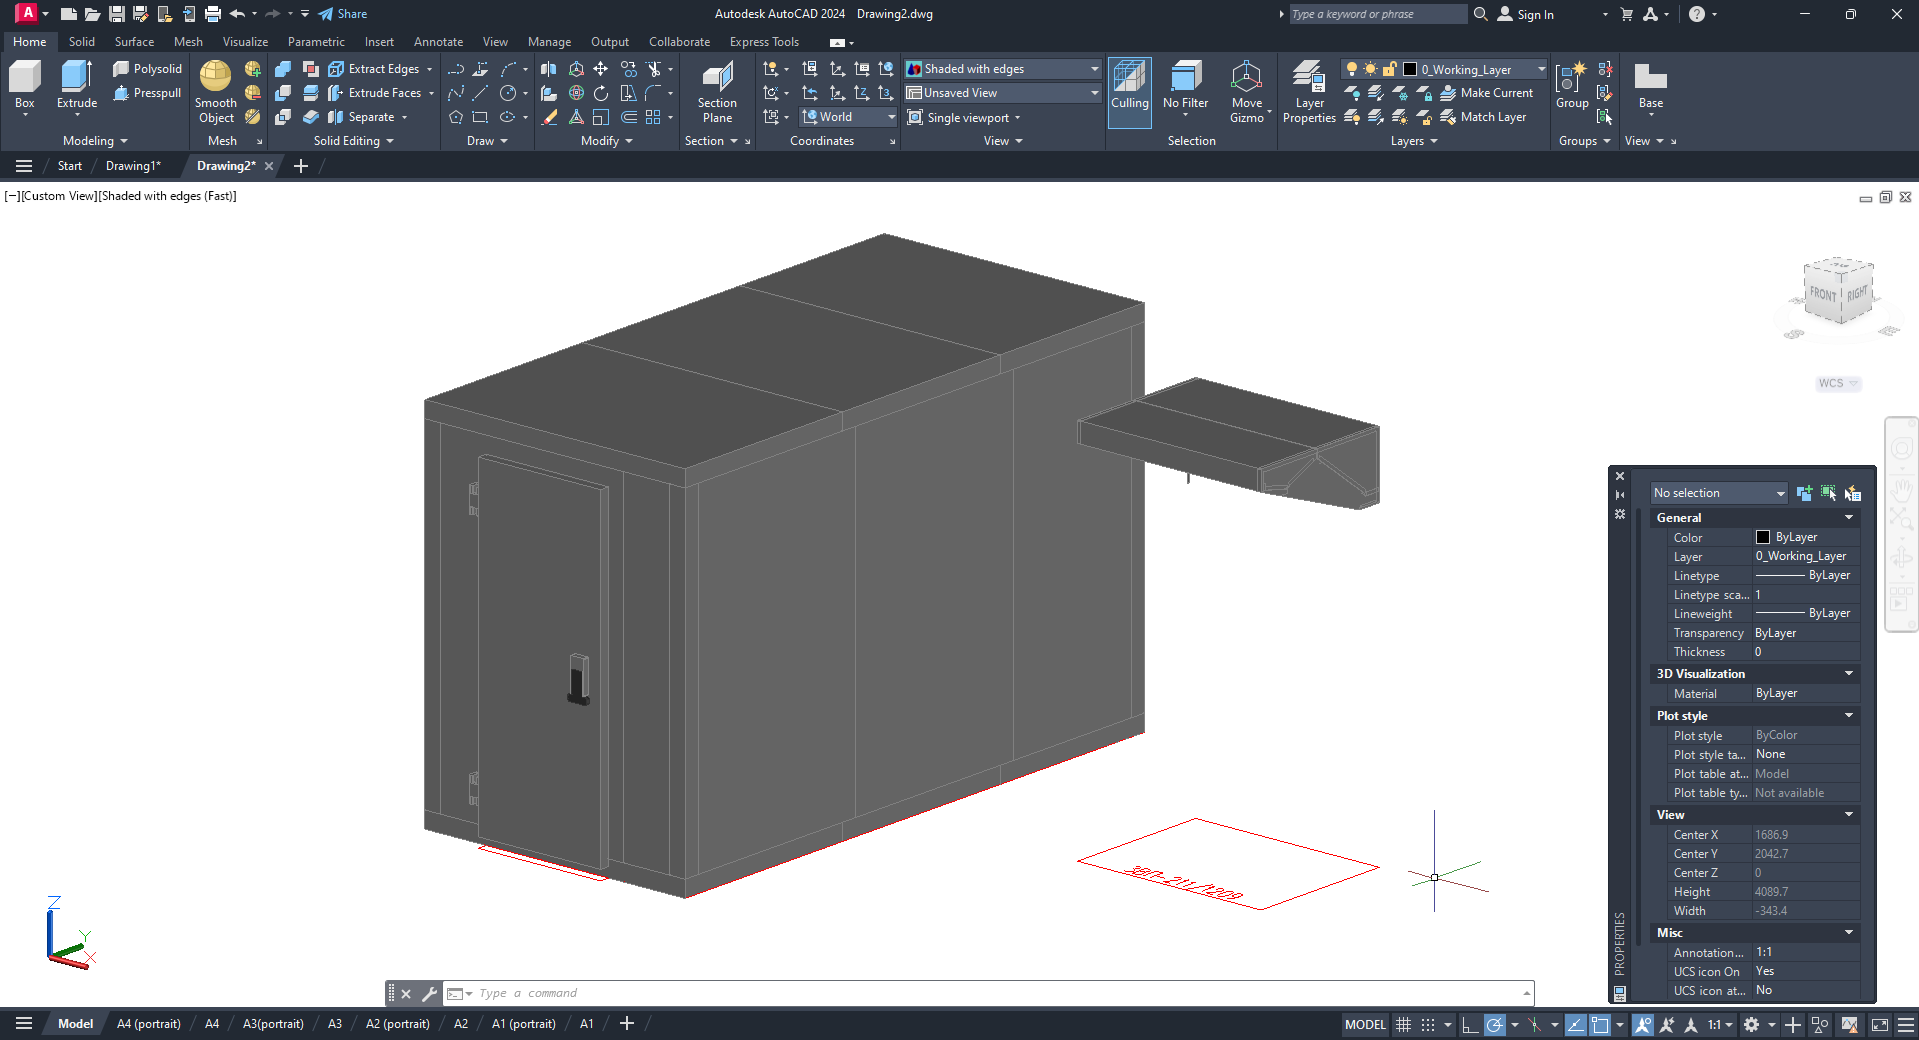 A
Share
Autodesk AutoCAD 2024 Drawing2.dwg
Type a keyword or phrase
Sign In
Home Solid Surface Mesh Visualize Parametric Insert Annotate View Manage Output Collaborate Express Tools
Box
Extrude
Polysolid
Presspull
Modeling
Smooth
Object
Mesh
Extract Edges
Extrude Faces
Separate
Solid Editing
Draw
Modify
Section
Plane
Section
World
Coordinates
Shaded with edges
Unsaved View
Single viewport
View
Culling
No Filter
Move
Gizmo
Selection
Layer
Properties
0_Working_Layer
Make Current
Match Layer
Layers
Group
Groups
Base
View
Start Drawing1* Drawing2*
[−][Custom View][Shaded with edges (Fast)]
FRONT RIGHT
WCS
No selection
General
Color ByLayer
Layer 0_Working_Layer
Linetype ByLayer
Linetype sca... 1
Lineweight ByLayer
Transparency ByLayer
Thickness 0
3D Visualization
Material ByLayer
Plot style
Plot style ByColor
Plot style ta... None
Plot table at... Model
Plot table ty... Not available
View
Center X 1686.9
Center Y 2042.7
Center Z 0
Height 4089.7
Width -343.4
Misc
Annotation... 1:1
UCS icon On Yes
UCS icon at... No
PROPERTIES
Z
Y
X
Type a command
Model A4 (portrait) A4 A3(portrait) A3 A2 (portrait) A2 A1 (portrait) A1
MODEL 1:1